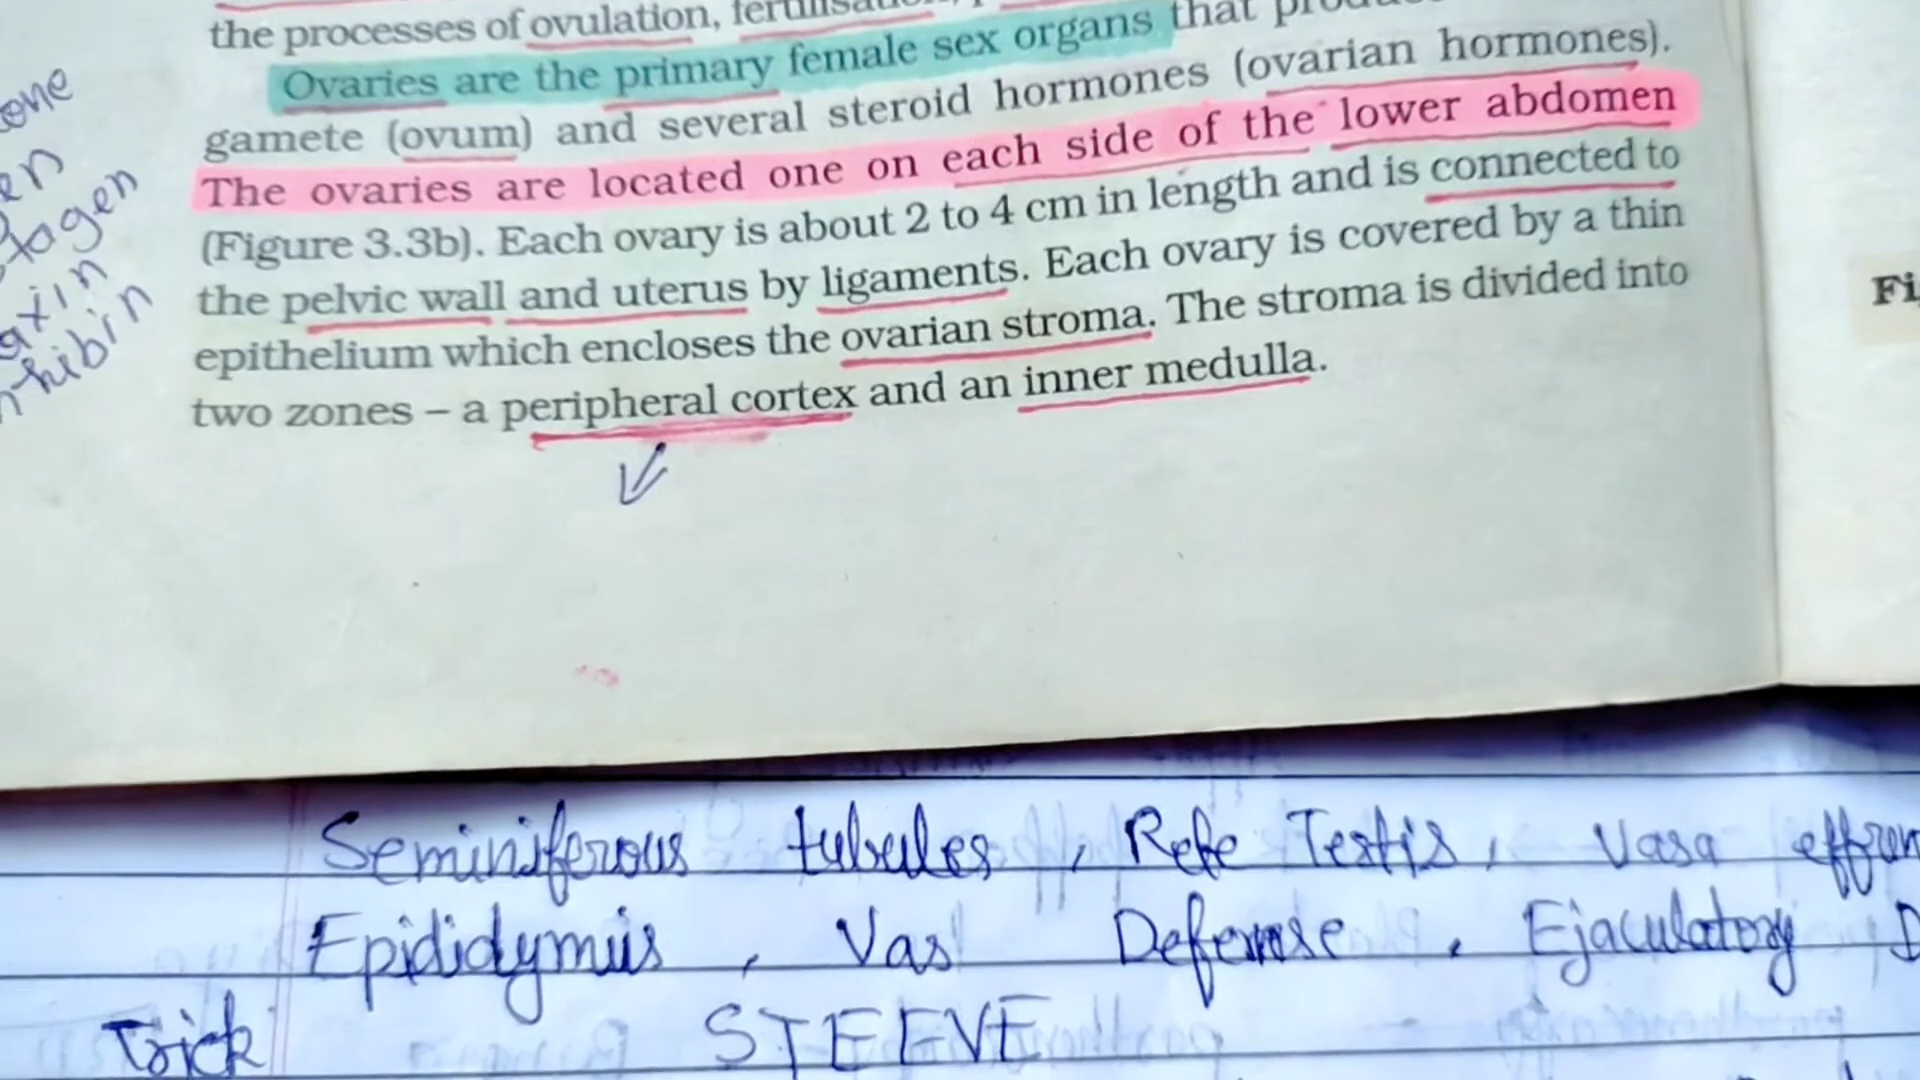 the processes of ovulation,
Ovaries are the primary female sex organs that
gamete (ovum) and several steroid hormones (ovarian hormones).
The ovaries are located one on each side of the lower abdomen
(Figure 3.3b). Each ovary is about 2 to 4 cm in length and is connected to
the pelvic wall and uterus by ligaments. Each ovary is covered by a thin
epithelium which encloses the ovarian stroma. The stroma is divided into
two zones – a peripheral cortex and an inner medulla.
Seminiferous tubules, Rete Testis, Vasa
Epididymis, Vas Ejaculatory D
Trick STEEVE